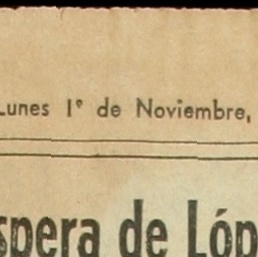 Lunes 1º de Noviembre,
spera de Lóp